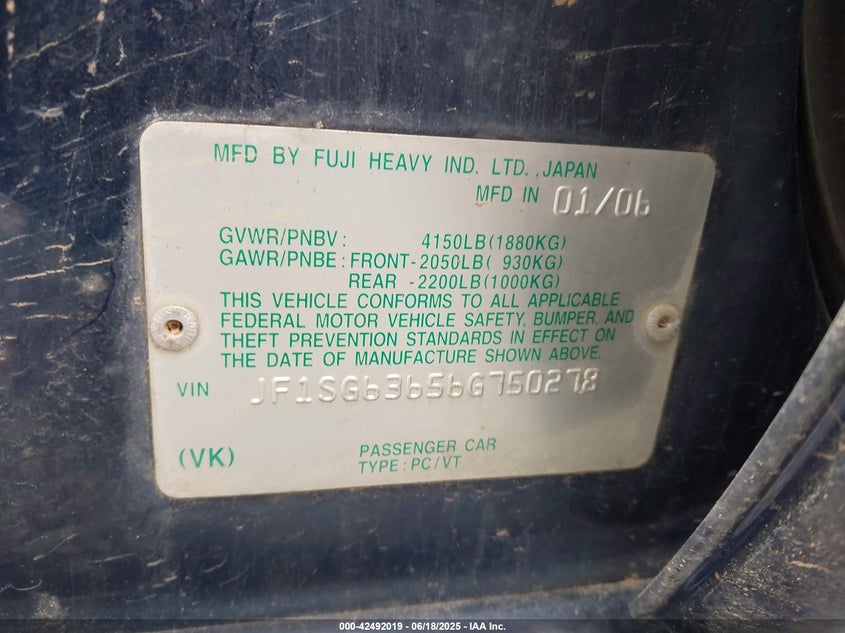 MFD BY FUJI HEAVY IND. LTD., JAPAN
MFD IN 01/06
GVWR/PNBV: 4150LB(1880KG)
GAWR/PNBE: FRONT-2050LB( 930KG)
REAR -2200LB(1000KG)
THIS VEHICLE CONFORMS TO ALL APPLICABLE
FEDERAL MOTOR VEHICLE SAFETY, BUMPER, AND
THEFT PREVENTION STANDARDS IN EFFECT ON
THE DATE OF MANUFACTURE SHOWN ABOVE.
VIN JF1SG63656G750278
(VK)
PASSENGER CAR
TYPE: PC/VT
000-42492019 - 06/18/2025 - IAA Inc.